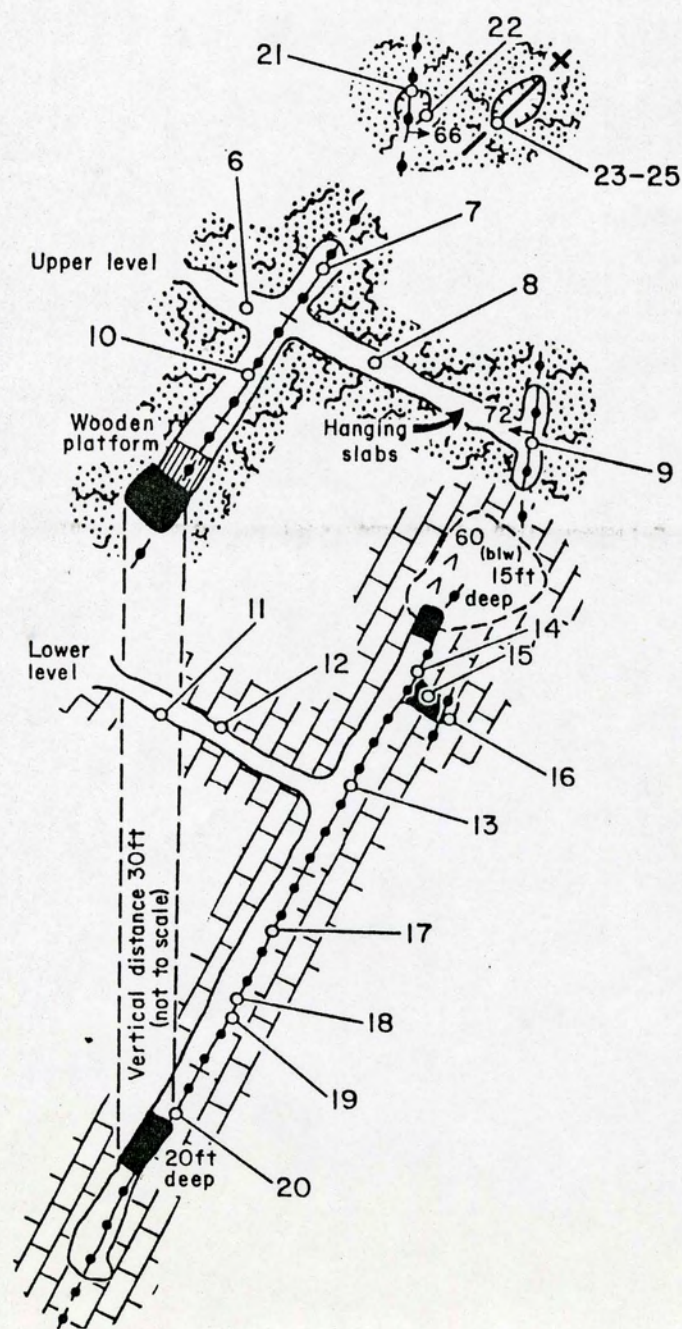 21
22
66
23-25
6
7
Upper level
8
10
Wooden
platform
Hanging
slabs
72
9
60 (blw)
15ft
deep
11
14
Lower
level
12
15
16
13
Vertical distance 30ft
(not to scale)
17
18
19
20ft
deep
20